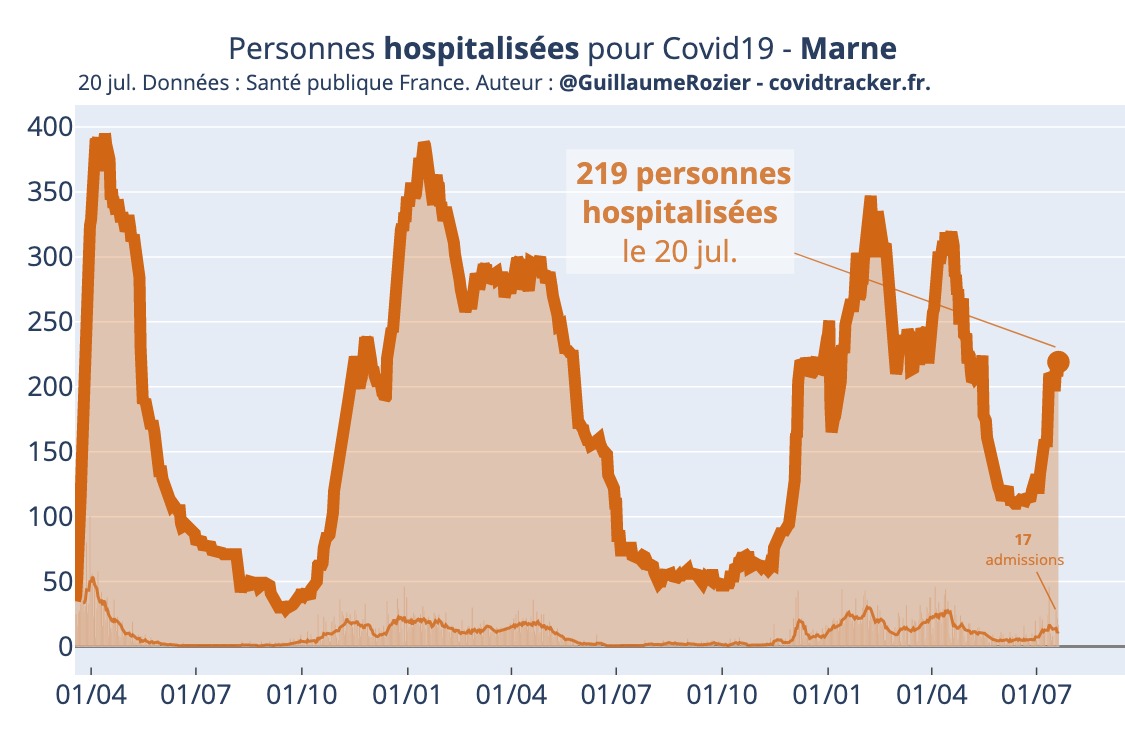 Personnes hospitalisées pour Covid19 - Marne
20 jul. Données : Santé publique France. Auteur : @GuillaumeRozier - covidtracker.fr.
400
350
300
250
200
150
100
50
0
219 personnes
hospitalisées
le 20 jul.
17
admissions
01/04 01/07 01/10 01/01 01/04 01/07 01/10 01/01 01/04 01/07